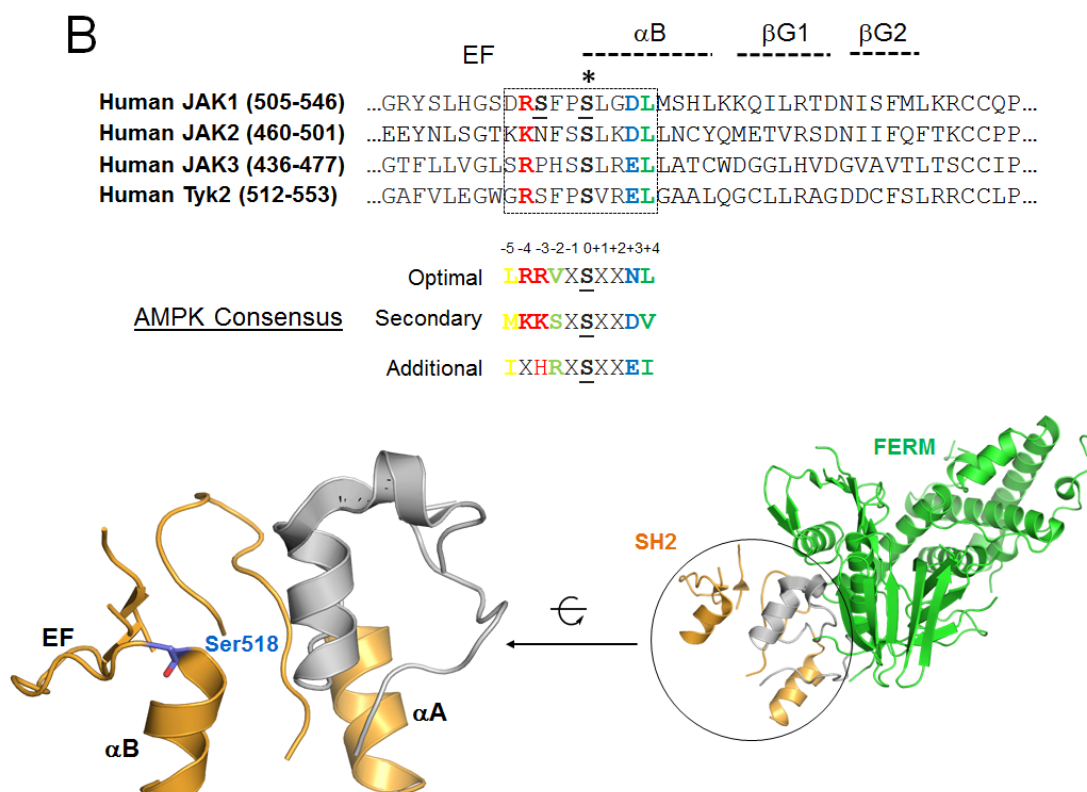 B
αB βG1 βG2
EF
*
Human JAK1 (505-546) ...GRYSLHGSDRSFPSLGDLMSHLKKQILRTDNISFMLKRCCQP...
Human JAK2 (460-501) ...EEYNLSGTKKNFSSLKDLLNCYQMETVRSDNIIFQFTKCCPP...
Human JAK3 (436-477) ...GTFLLVGLSRPHSSLRELLATCWDGGLHVDGVAVTLTSCCIP...
Human Tyk2 (512-553) ...GAFVLEGWGRSFPSVRELGAALQGCLLRAGDDCFSLRRCCLP...
-5 -4 -3 -2 -1 0+1+2+3+4
Optimal LRRVXSXXNL
AMPK Consensus Secondary MKKSXSXXDV
Additional IXHRXSXXEI
FERM
SH2
Ser518
EF
αA
αB